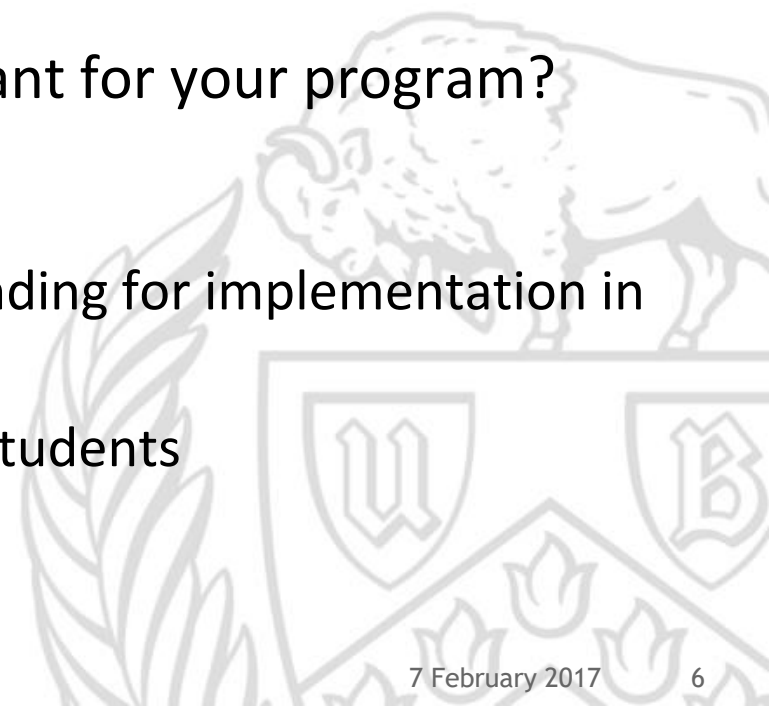 ant for your program?
ding for implementation in
tudents
U B
7 February 2017 6